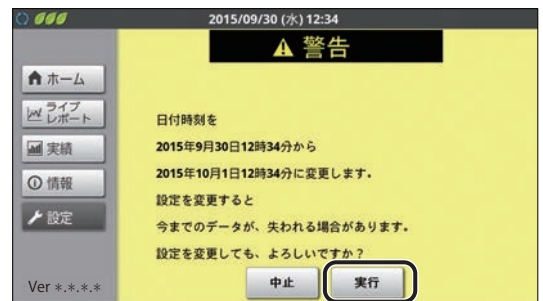 2015/09/30 (水) 12:34
警告
ホーム
ライブ
レポート
実績
情報
設定
日付時刻を
2015年9月30日12時34分から
2015年10月1日12時34分に変更します。
設定を変更すると
今までのデータが、失われる場合があります。
設定を変更しても、よろしいですか？
中止
実行
Ver *.*.*.*